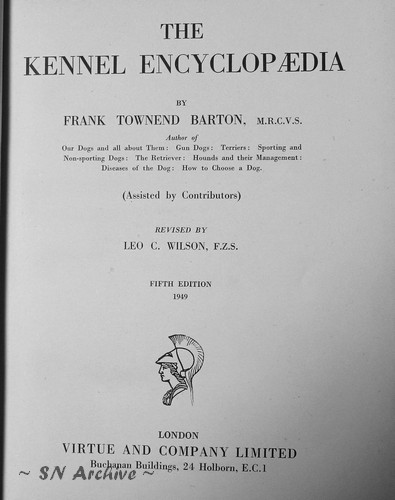 THE
KENNEL ENCYCLOPÆDIA
BY
FRANK TOWNEND BARTON, M.R.C.V.S.
Author of
Our Dogs and all about Them: Gun Dogs: Terriers: Sporting and
Non-sporting Dogs: The Retriever: Hounds and their Management:
Diseases of the Dog: How to Choose a Dog.
(Assisted by Contributors)
REVISED BY
LEO C. WILSON, F.Z.S.
FIFTH EDITION
1949
LONDON
VIRTUE AND COMPANY LIMITED
Buchanan Buildings, 24 Holborn, E.C.1
~ SN Archive ~